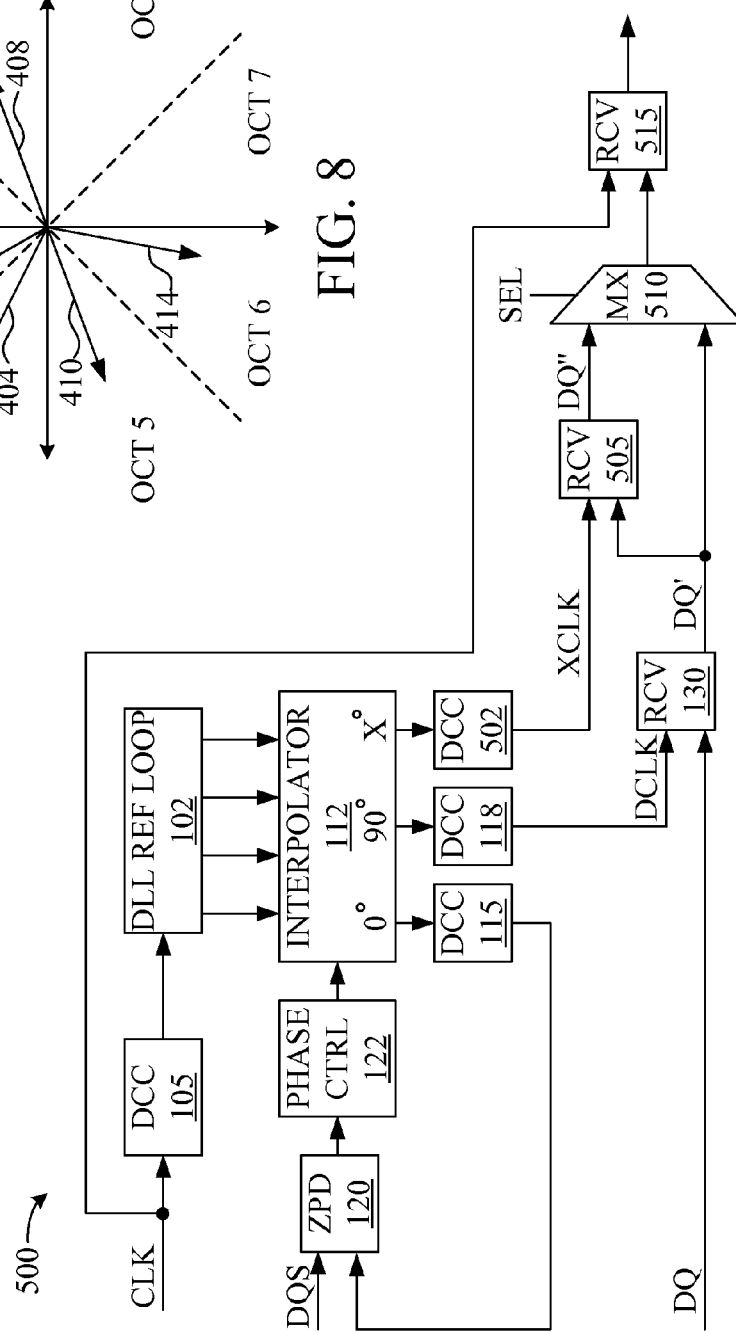 404
408
410
414
OC
OCT 5
OCT 6
OCT 7
FIG. 8
500
CLK
DCC
105
DLL REF LOOP
102
DQS
ZPD
120
PHASE
CTRL
122
INTERPOLATOR
112
0° 90° X°
DCC
115
DCC
118
DCC
502
XCLK
DCLK
DQ
RCV
130
DQ'
RCV
505
DQ"
SEL
MX
510
RCV
515